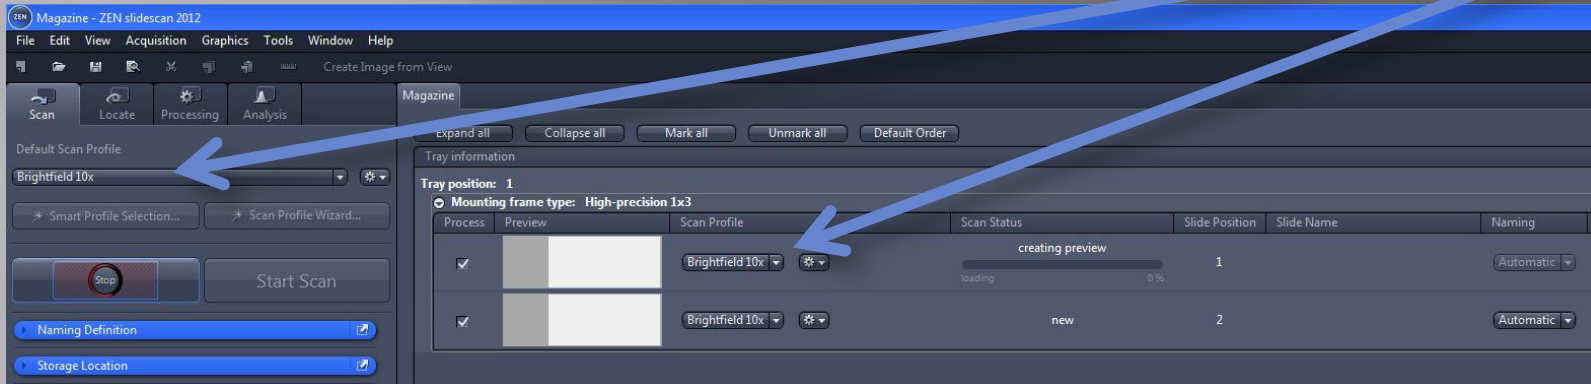 ZEN Magazine - ZEN slidescan 2012
File Edit View Acquisition Graphics Tools Window Help
Create Image from View
Scan Locate Processing Analysis
Magazine
Expand all Collapse all Mark all Unmark all Default Order
Default Scan Profile
Tray information
Brightfield 10x
Tray position: 1
Mounting frame type: High-precision 1x3
Smart Profile Selection... Scan Profile Wizard...
Process Preview Scan Profile Scan Status Slide Position Slide Name Naming
creating preview
Brightfield 10x 1 Automatic
Stop Start Scan
loading 0 %
Brightfield 10x new 2 Automatic
Naming Definition
Storage Location